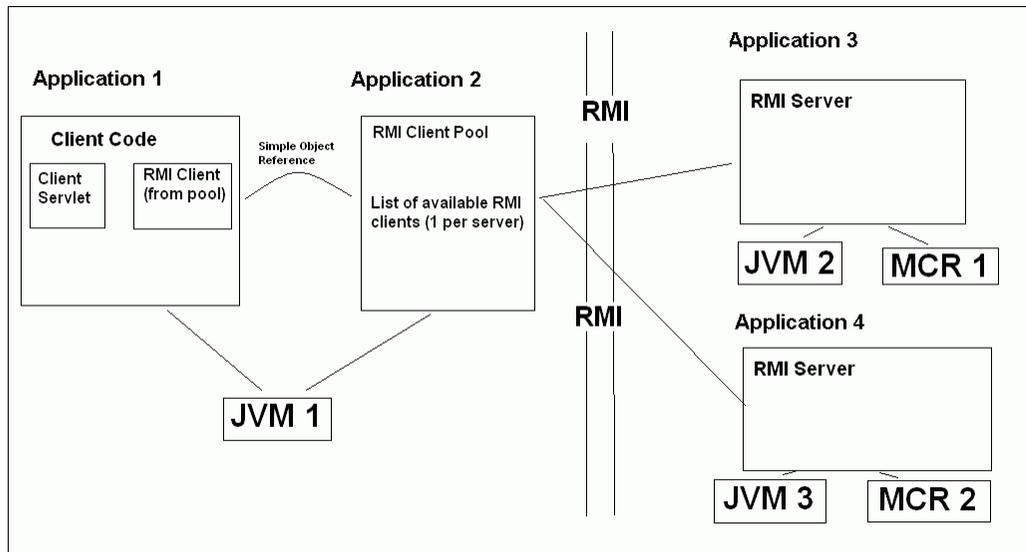 Application 1
Client Code
Client
Servlet
RMI Client
(from pool)
Simple Object
Reference
Application 2
RMI Client Pool
List of available RMI
clients (1 per server)
JVM 1
RMI
RMI
Application 3
RMI Server
JVM 2
MCR 1
Application 4
RMI Server
JVM 3
MCR 2